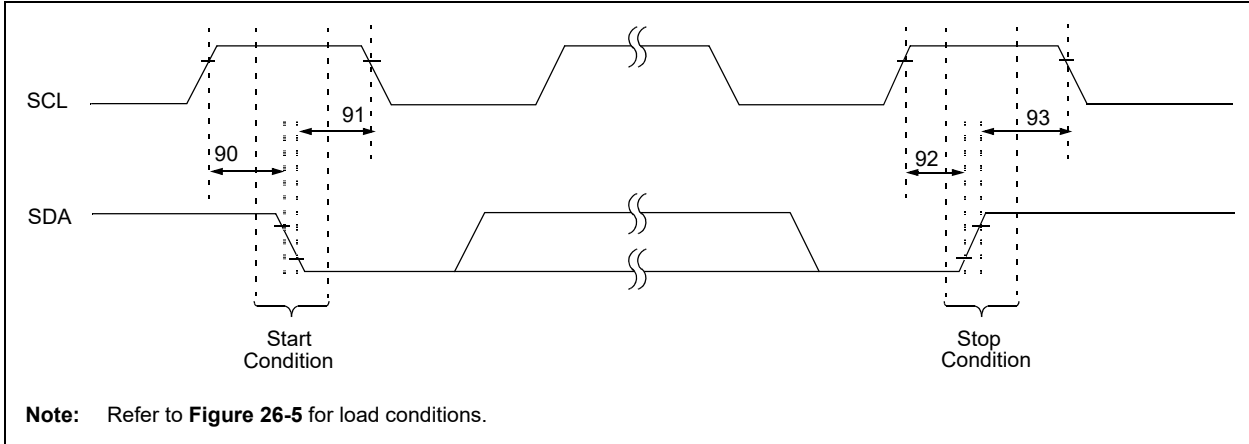 SCL
91
93
90
92
SDA
Start
Condition
Stop
Condition
Note: Refer to Figure 26-5 for load conditions.